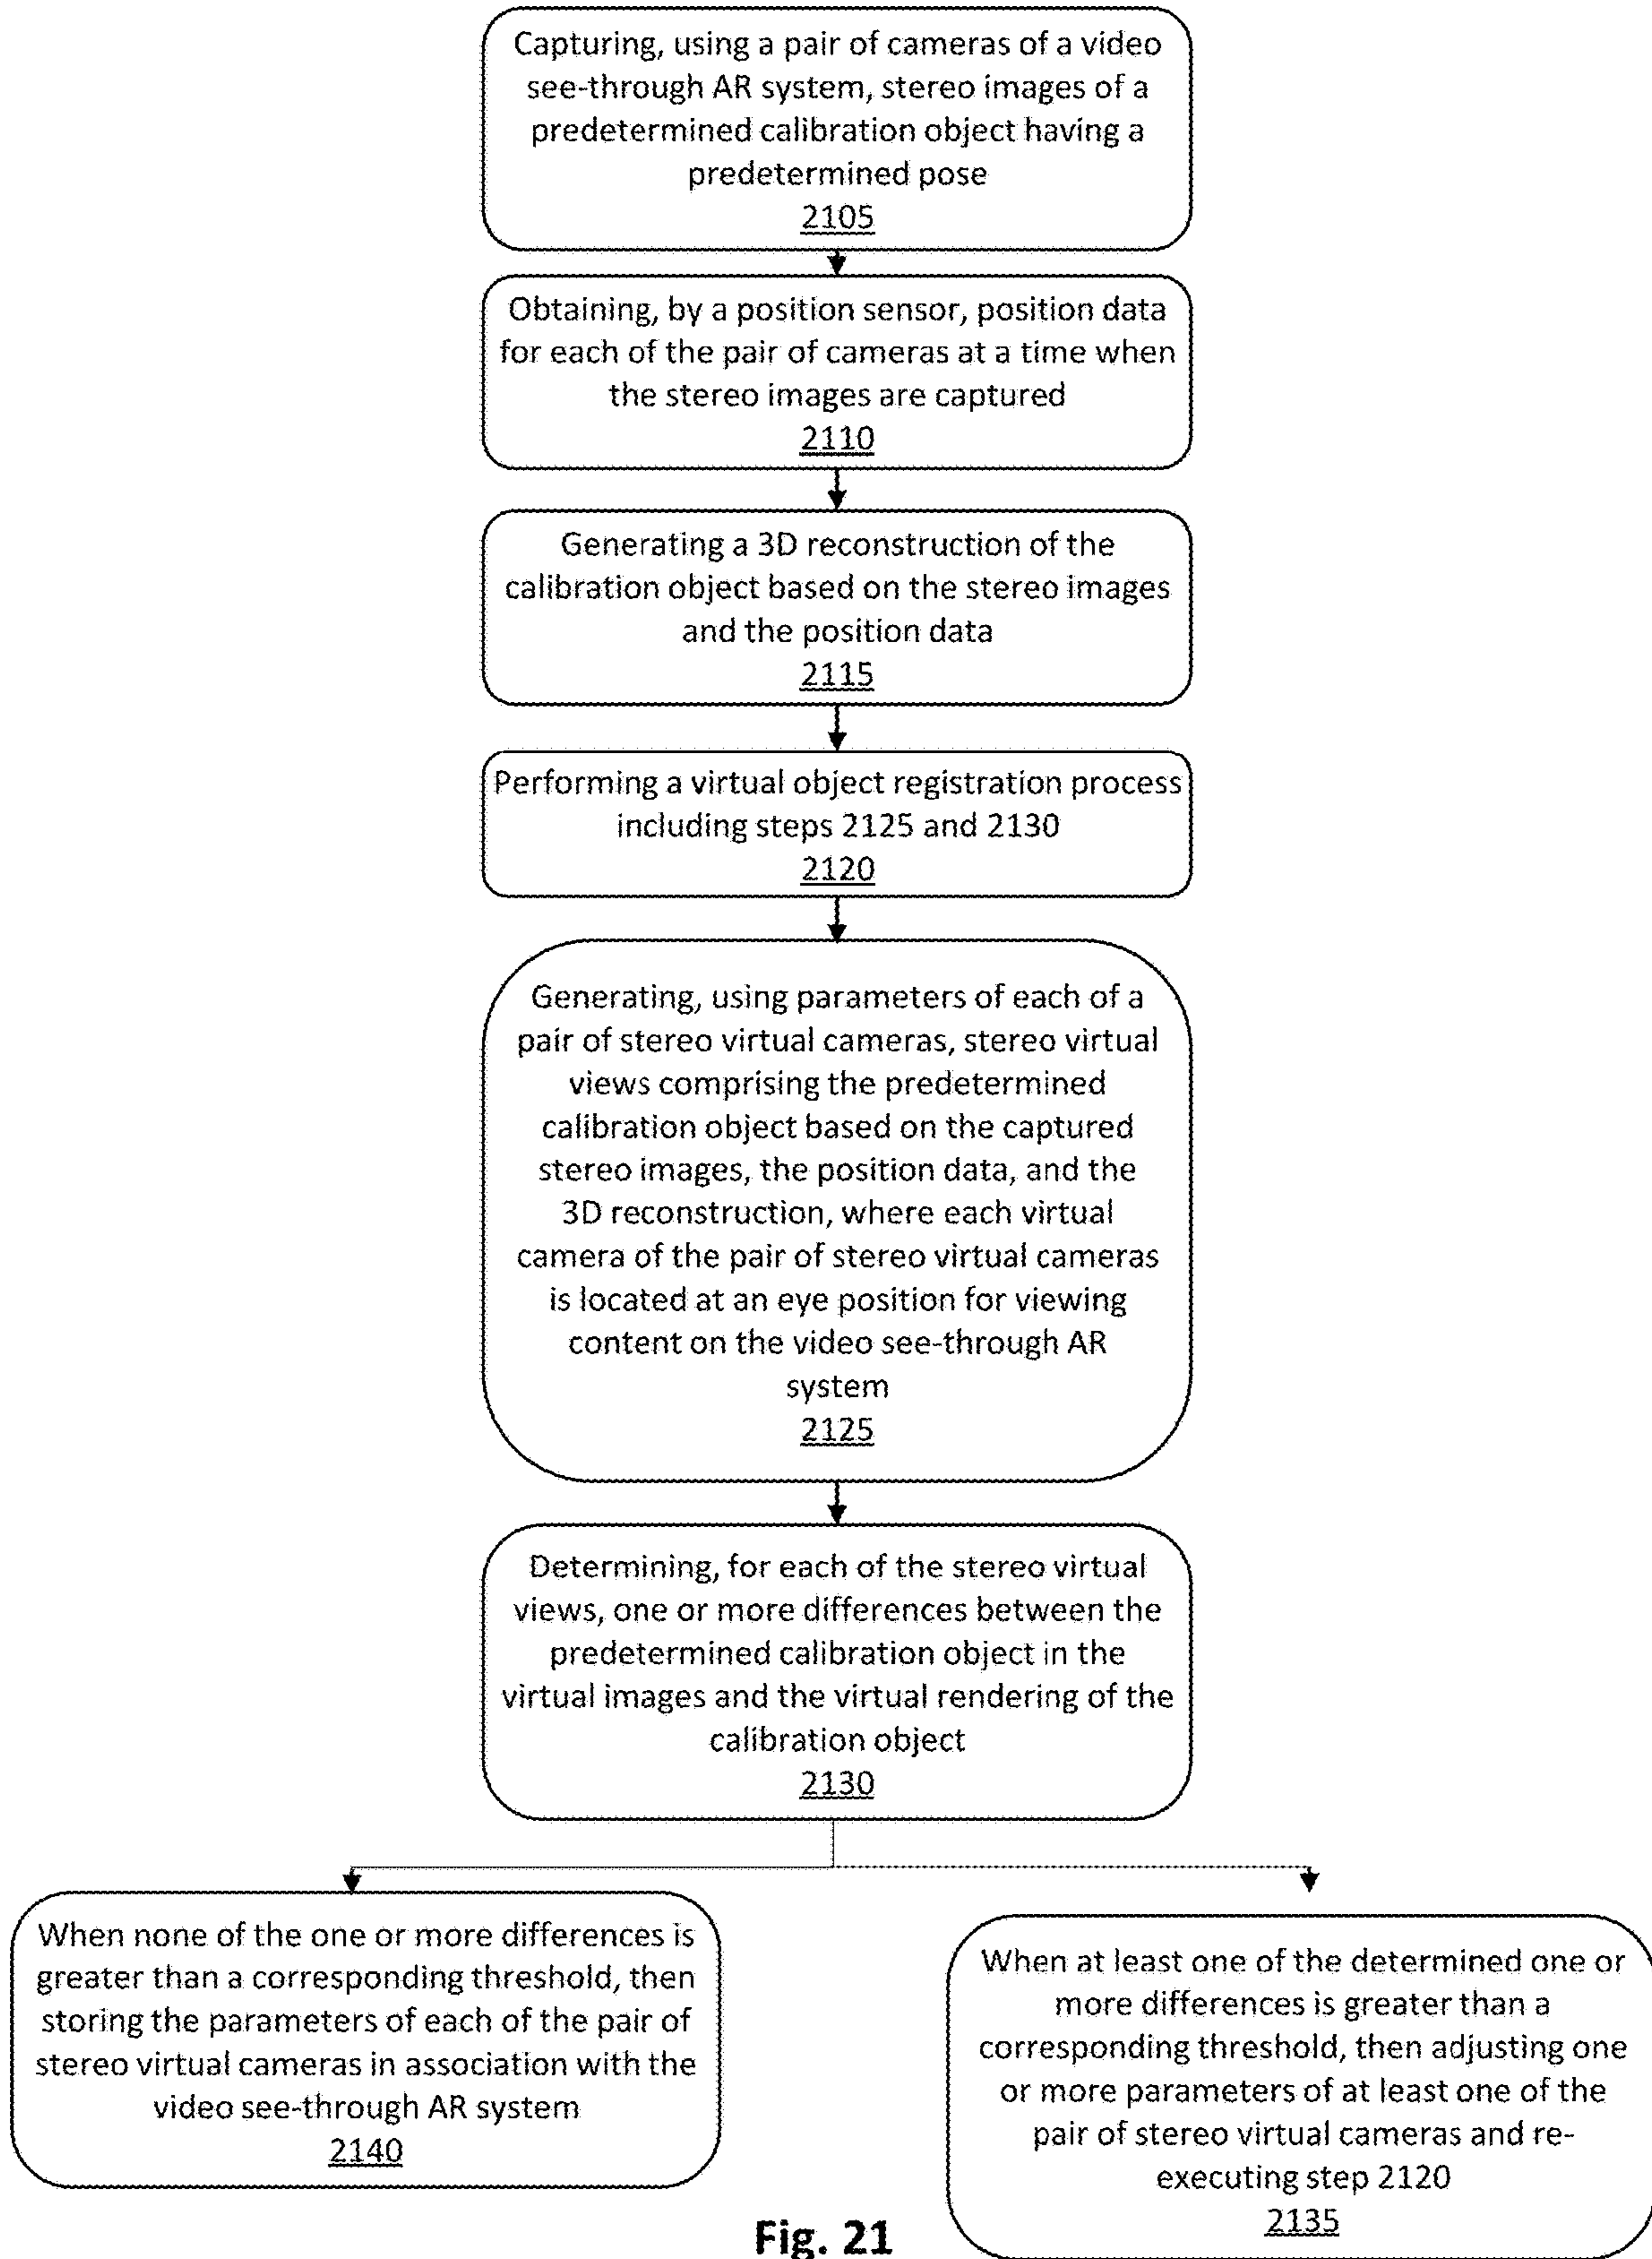 Capturing, using a pair of cameras of a video
see-through AR system, stereo images of a
predetermined calibration object having a
predetermined pose
2105
Obtaining, by a position sensor, position data
for each of the pair of cameras at a time when
the stereo images are captured
2110
Generating a 3D reconstruction of the
calibration object based on the stereo images
and the position data
2115
Performing a virtual object registration process
including steps 2125 and 2130
2120
Generating, using parameters of each of a
pair of stereo virtual cameras, stereo virtual
views comprising the predetermined
calibration object based on the captured
stereo images, the position data, and the
3D reconstruction, where each virtual
camera of the pair of stereo virtual cameras
is located at an eye position for viewing
content on the video see-through AR
system
2125
Determining, for each of the stereo virtual
views, one or more differences between the
predetermined calibration object in the
virtual images and the virtual rendering of the
calibration object
2130
When none of the one or more differences is
greater than a corresponding threshold, then
storing the parameters of each of the pair of
stereo virtual cameras in association with the
video see-through AR system
2140
When at least one of the determined one or
more differences is greater than a
corresponding threshold, then adjusting one
or more parameters of at least one of the
pair of stereo virtual cameras and re-
executing step 2120
2135
Fig. 21